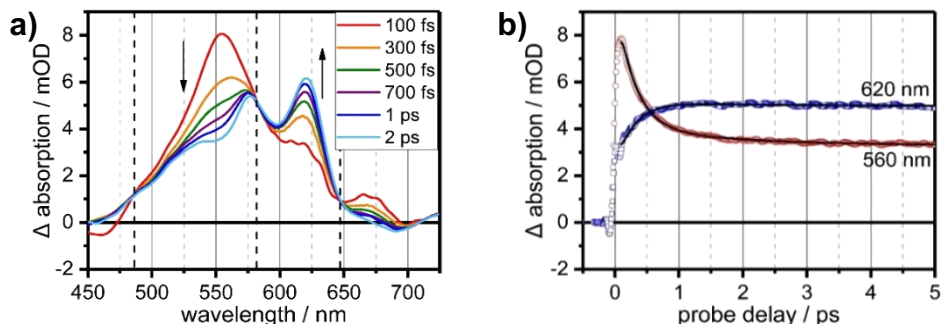 a)
Δ absorption / mOD
8
6
4
2
0
-2
450 500 550 600 650 700
wavelength / nm
100 fs
300 fs
500 fs
700 fs
1 ps
2 ps
b)
Δ absorption / mOD
8
6
4
2
0
-2
0 1 2 3 4 5
probe delay / ps
620 nm
560 nm